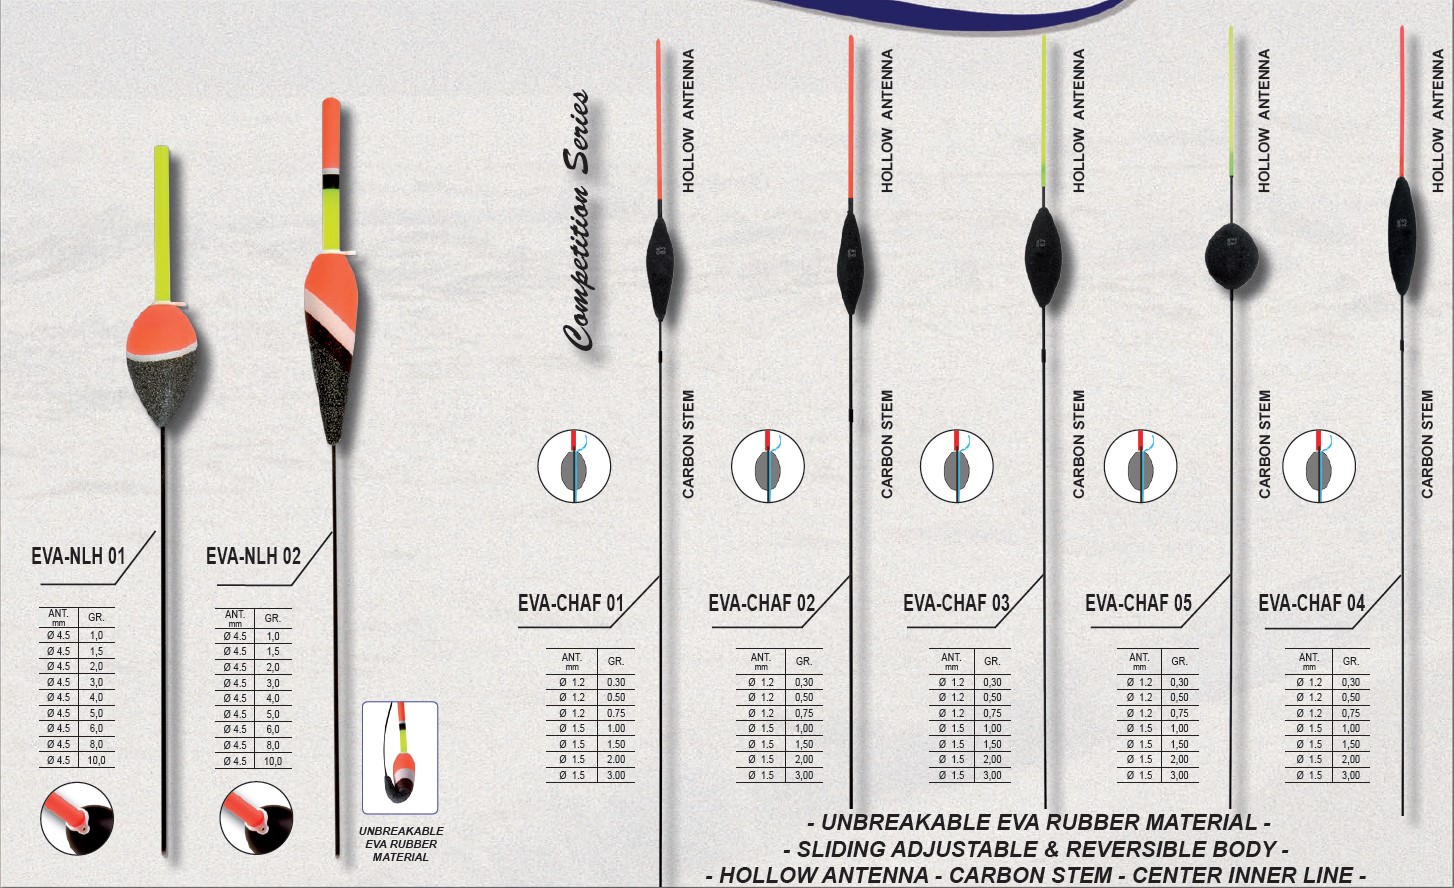 Competition Series
HOLLOW ANTENNA
HOLLOW ANTENNA
HOLLOW ANTENNA
HOLLOW ANTENNA
HOLLOW ANTENNA
CARBON STEM
CARBON STEM
CARBON STEM
CARBON STEM
CARBON STEM
EVA-NLH 01
ANT. mm GR.
Ø 4.5 1,0
Ø 4.5 1,5
Ø 4.5 2,0
Ø 4.5 3,0
Ø 4.5 4,0
Ø 4.5 5,0
Ø 4.5 6,0
Ø 4.5 8,0
Ø 4.5 10,0
EVA-NLH 02
ANT. mm GR.
Ø 4.5 1,0
Ø 4.5 1,5
Ø 4.5 2,0
Ø 4.5 3,0
Ø 4.5 4,0
Ø 4.5 5,0
Ø 4.5 6,0
Ø 4.5 8,0
Ø 4.5 10,0
UNBREAKABLE
EVA RUBBER
MATERIAL
EVA-CHAF 01
ANT. mm GR.
Ø 1.2 0.30
Ø 1.2 0.50
Ø 1.2 0.75
Ø 1.5 1.00
Ø 1.5 1.50
Ø 1.5 2.00
Ø 1.5 3.00
EVA-CHAF 02
ANT. mm GR.
Ø 1.2 0,30
Ø 1.2 0,50
Ø 1.2 0,75
Ø 1.5 1,00
Ø 1.5 1,50
Ø 1.5 2,00
Ø 1.5 3,00
EVA-CHAF 03
ANT. mm GR.
Ø 1.2 0,30
Ø 1.2 0,50
Ø 1.2 0,75
Ø 1.5 1,00
Ø 1.5 1,50
Ø 1.5 2,00
Ø 1.5 3,00
EVA-CHAF 05
ANT. mm GR.
Ø 1.2 0,30
Ø 1.2 0,50
Ø 1.2 0,75
Ø 1.5 1,00
Ø 1.5 1,50
Ø 1.5 2,00
Ø 1.5 3,00
EVA-CHAF 04
ANT. mm GR.
Ø 1.2 0,30
Ø 1.2 0,50
Ø 1.2 0,75
Ø 1.5 1,00
Ø 1.5 1,50
Ø 1.5 2,00
Ø 1.5 3,00
- UNBREAKABLE EVA RUBBER MATERIAL -
- SLIDING ADJUSTABLE & REVERSIBLE BODY -
- HOLLOW ANTENNA - CARBON STEM - CENTER INNER LINE -